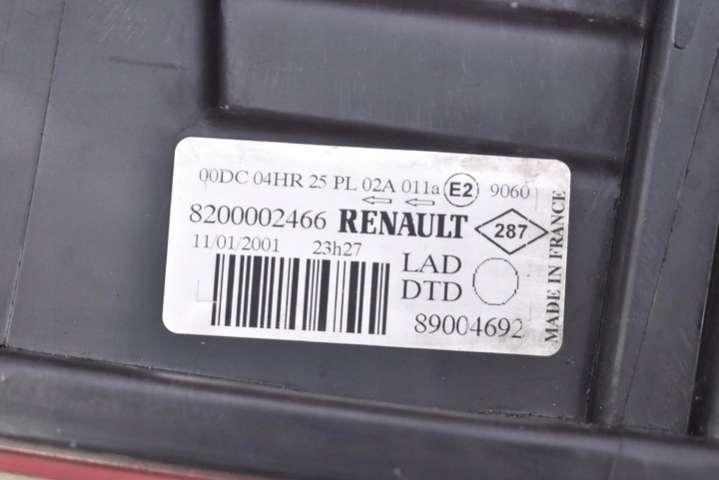 00DC 04HR 25 PL 02A 011a E2 9060
8200002466 RENAULT 287
11/01/2001 23h27
LAD
DTD
89004692
MADE IN FRANCE